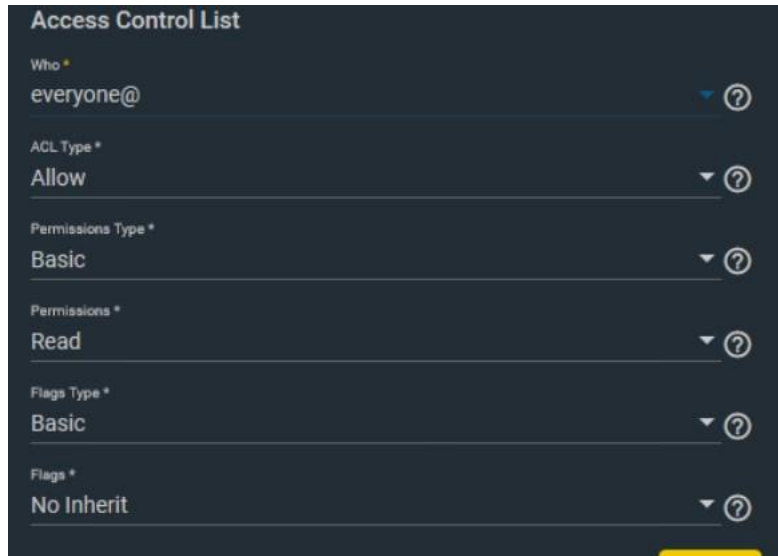 Access Control List
Who *
everyone@
ACL Type *
Allow
Permissions Type *
Basic
Permissions *
Read
Flags Type *
Basic
Flags *
No Inherit